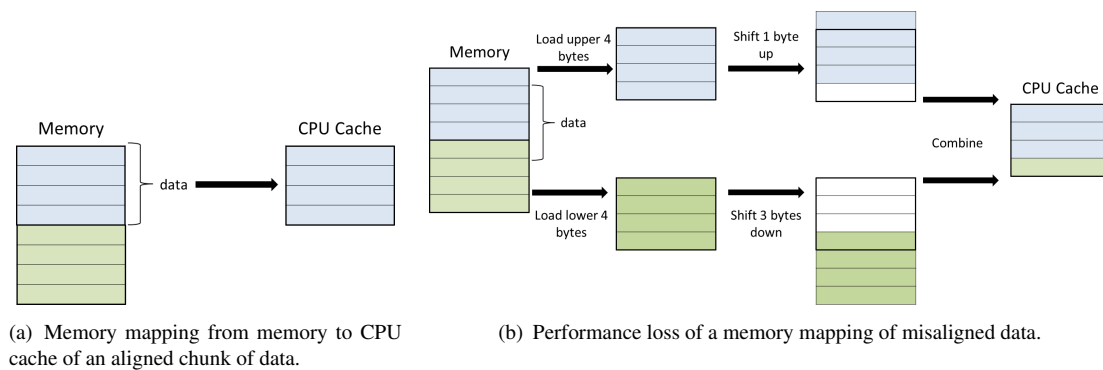 Memory
data
CPU Cache
(a) Memory mapping from memory to CPU
cache of an aligned chunk of data.
Memory
Load upper 4
bytes
Shift 1 byte
up
data
Load lower 4
bytes
Shift 3 bytes
down
Combine
CPU Cache
(b) Performance loss of a memory mapping of misaligned data.